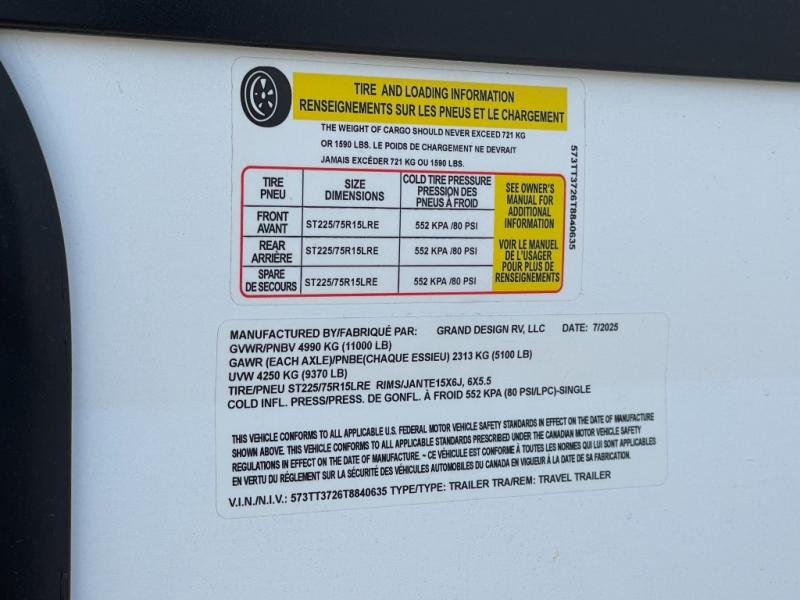 TIRE AND LOADING INFORMATION
RENSEIGNEMENTS SUR LES PNEUS ET LE CHARGEMENT
THE WEIGHT OF CARGO SHOULD NEVER EXCEED 721 KG
OR 1590 LBS. LE POIDS DE CHARGEMENT NE DEVRAIT
JAMAIS EXCÉDER 721 KG OU 1590 LBS.
TIRE
PNEU
SIZE
DIMENSIONS
COLD TIRE PRESSURE
PRESSION DES
PNEUS À FROID
FRONT
AVANT
ST225/75R15LRE
552 KPA /80 PSI
REAR
ARRIÈRE
ST225/75R15LRE
552 KPA /80 PSI
SPARE
DE SECOURS
ST225/75R15LRE
552 KPA /80 PSI
SEE OWNER'S
MANUAL FOR
ADDITIONAL
INFORMATION
VOIR LE MANUEL
DE L'USAGER
POUR PLUS DE
RENSEIGNEMENTS
573TT3726T8840635
MANUFACTURED BY/FABRIQUÉ PAR: GRAND DESIGN RV, LLC DATE: 7/2025
GVWR/PNBV 4990 KG (11000 LB)
GAWR (EACH AXLE)/PNBE(CHAQUE ESSIEU) 2313 KG (5100 LB)
UVW 4250 KG (9370 LB)
TIRE/PNEU ST225/75R15LRE RIMS/JANTE15X6J, 6X5.5
COLD INFL. PRESS/PRESS. DE GONFL. À FROID 552 KPA (80 PSI/LPC)-SINGLE
THIS VEHICLE CONFORMS TO ALL APPLICABLE U.S. FEDERAL MOTOR VEHICLE SAFETY STANDARDS IN EFFECT ON THE DATE OF MANUFACTURE
SHOWN ABOVE. THIS VEHICLE CONFORMS TO ALL APPLICABLE STANDARDS PRESCRIBED UNDER THE CANADIAN MOTOR VEHICLE SAFETY
REGULATIONS IN EFFECT ON THE DATE OF MANUFACTURE. ~ CE VÉHICULE EST CONFORME À TOUTES LES NORMES QUI LUI SONT APPLICABLES
EN VERTU DU RÉGLEMENT SUR LA SÉCURITÉ DES VÉHICULES AUTOMOBILES DU CANADA EN VIGUEUR À LA DATE DE SA FABRICATION.
V.I.N./N.I.V.: 573TT3726T8840635 TYPE/TYPE: TRAILER TRA/REM: TRAVEL TRAILER